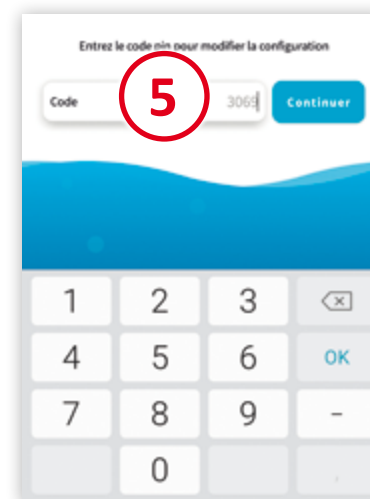 Entrez le code pin pour modifier la configuration
Code 5 3069 Continuer
1 2 3
4 5 6 OK
7 8 9 -
0 ,